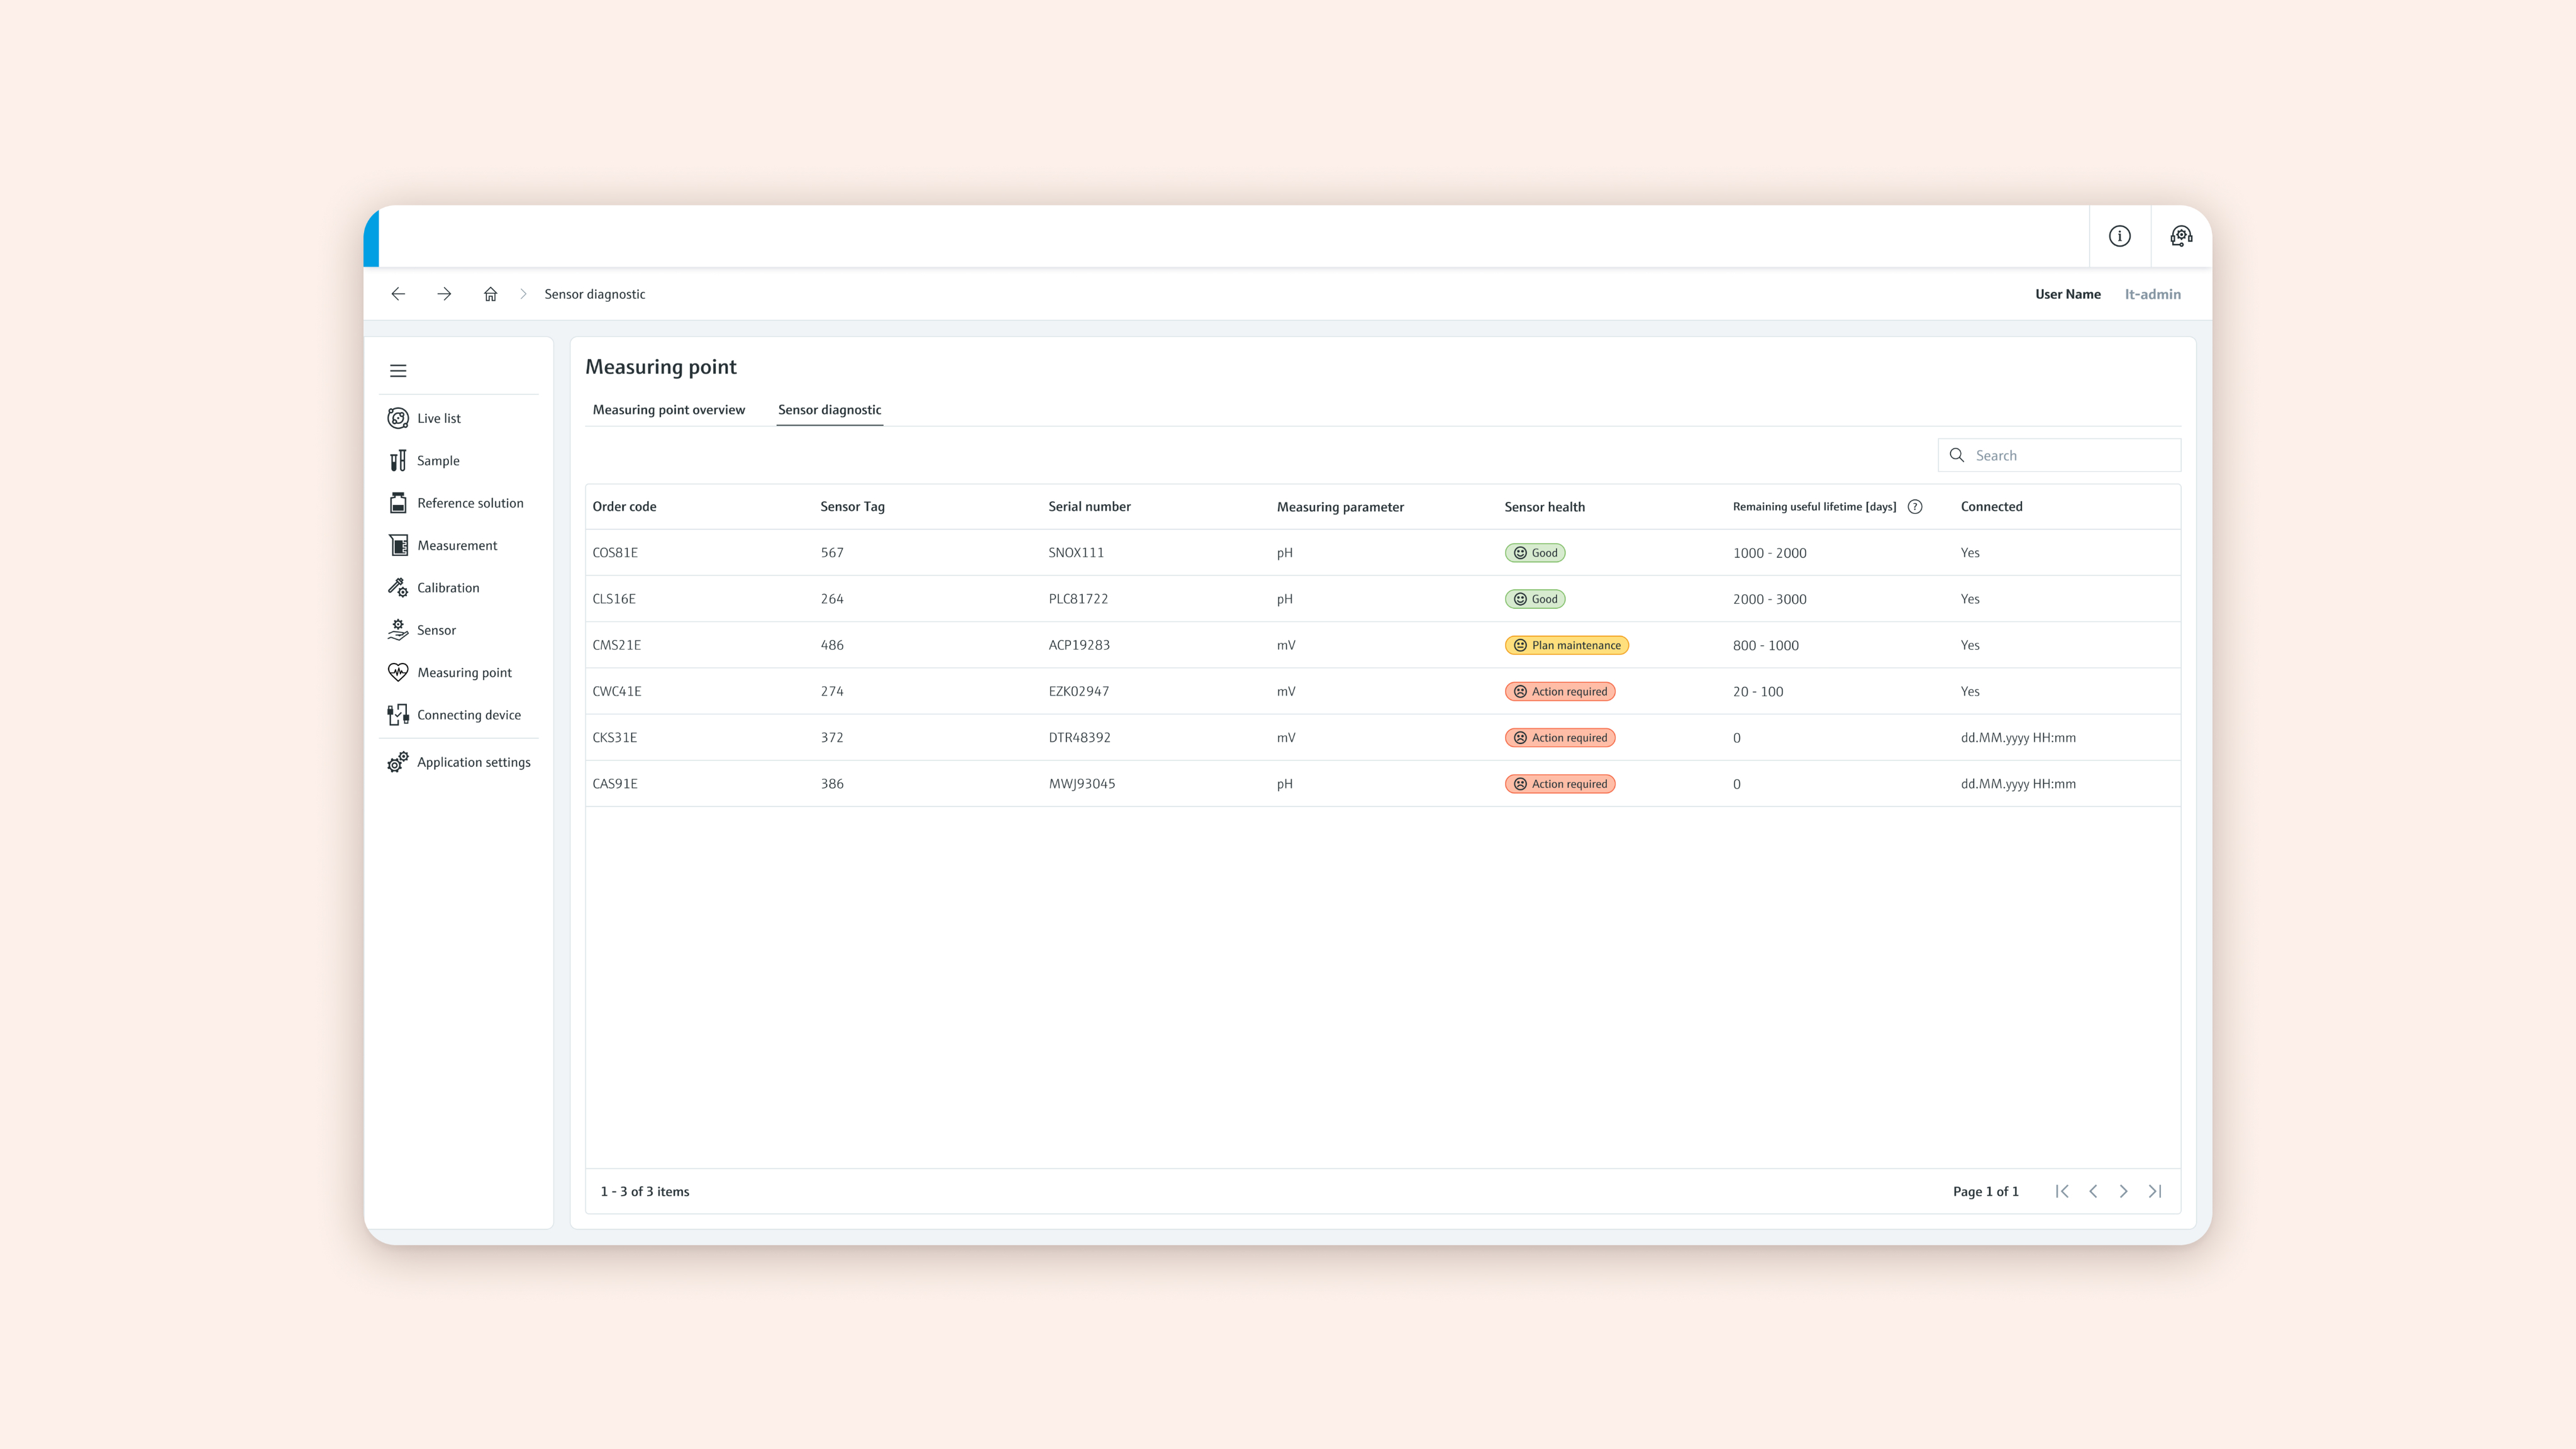 Sensor diagnostic
User Name It-admin
Live list
Sample
Reference solution
Measurement
Calibration
Sensor
Measuring point
Connecting device
Application settings
Measuring point
Measuring point overview Sensor diagnostic
Search
Order code Sensor Tag Serial number Measuring parameter Sensor health Remaining useful lifetime [days] ? Connected
COS81E 567 SNOX111 pH Good 1000 - 2000 Yes
CLS16E 264 PLC81722 pH Good 2000 - 3000 Yes
CMS21E 486 ACP19283 mV Plan maintenance 800 - 1000 Yes
CWC41E 274 EZK02947 mV Action required 20 - 100 Yes
CKS31E 372 DTR48392 mV Action required 0 dd.MM.yyyy HH:mm
CAS91E 386 MWJ93045 pH Action required 0 dd.MM.yyyy HH:mm
1 - 3 of 3 items Page 1 of 1